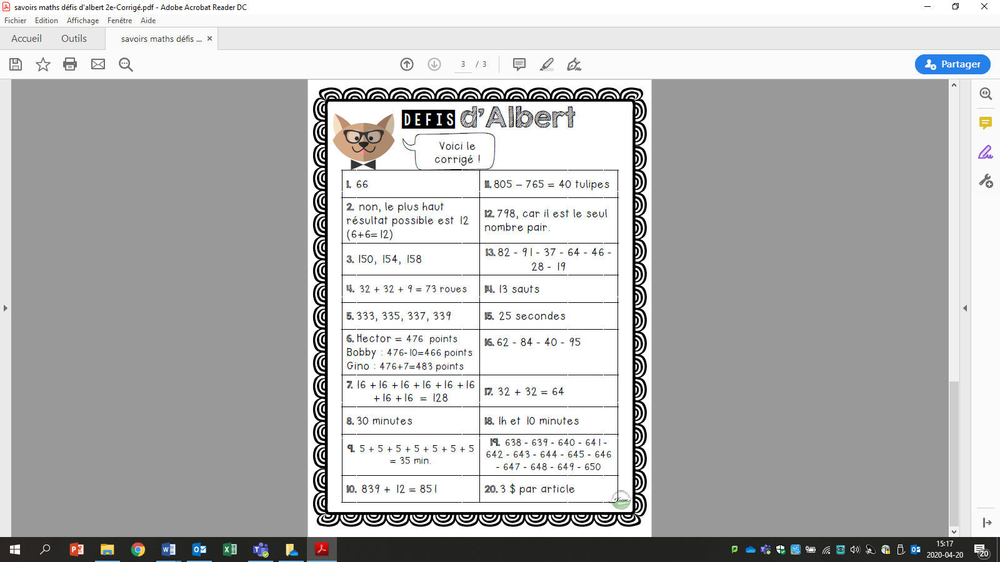 savoirs maths défis d'albert 2e-Corrigé.pdf - Adobe Acrobat Reader DC
Fichier Edition Affichage Fenêtre Aide
Accueil Outils savoirs maths défis ... ×
3 / 3
Partager
DEFIS d'Albert
Voici le
corrigé !
1. 66
2. non, le plus haut
résultat possible est 12
(6+6=12)
3. 150, 154, 158
4. 32 + 32 + 9 = 73 roues
5. 333, 335, 337, 339
6. Hector = 476 points
Bobby : 476-10=466 points
Gino : 476+7=483 points
7. 16 + 16 + 16 + 16 + 16 + 16
+ 16 + 16 = 128
8. 30 minutes
9. 5 + 5 + 5 + 5 + 5 + 5 + 5
= 35 min.
10. 839 + 12 = 851
11. 805 – 765 = 40 tulipes
12. 798, car il est le seul
nombre pair.
13. 82 - 91 - 37 - 64 - 46 -
28 - 19
14. 13 sauts
15. 25 secondes
16. 62 - 84 - 40 - 95
17. 32 + 32 = 64
18. 1h et 10 minutes
19. 638 - 639 - 640 - 641 -
642 - 643 - 644 - 645 - 646
- 647 - 648 - 649 - 650
20. 3 $ par article
15:17
2020-04-20
20